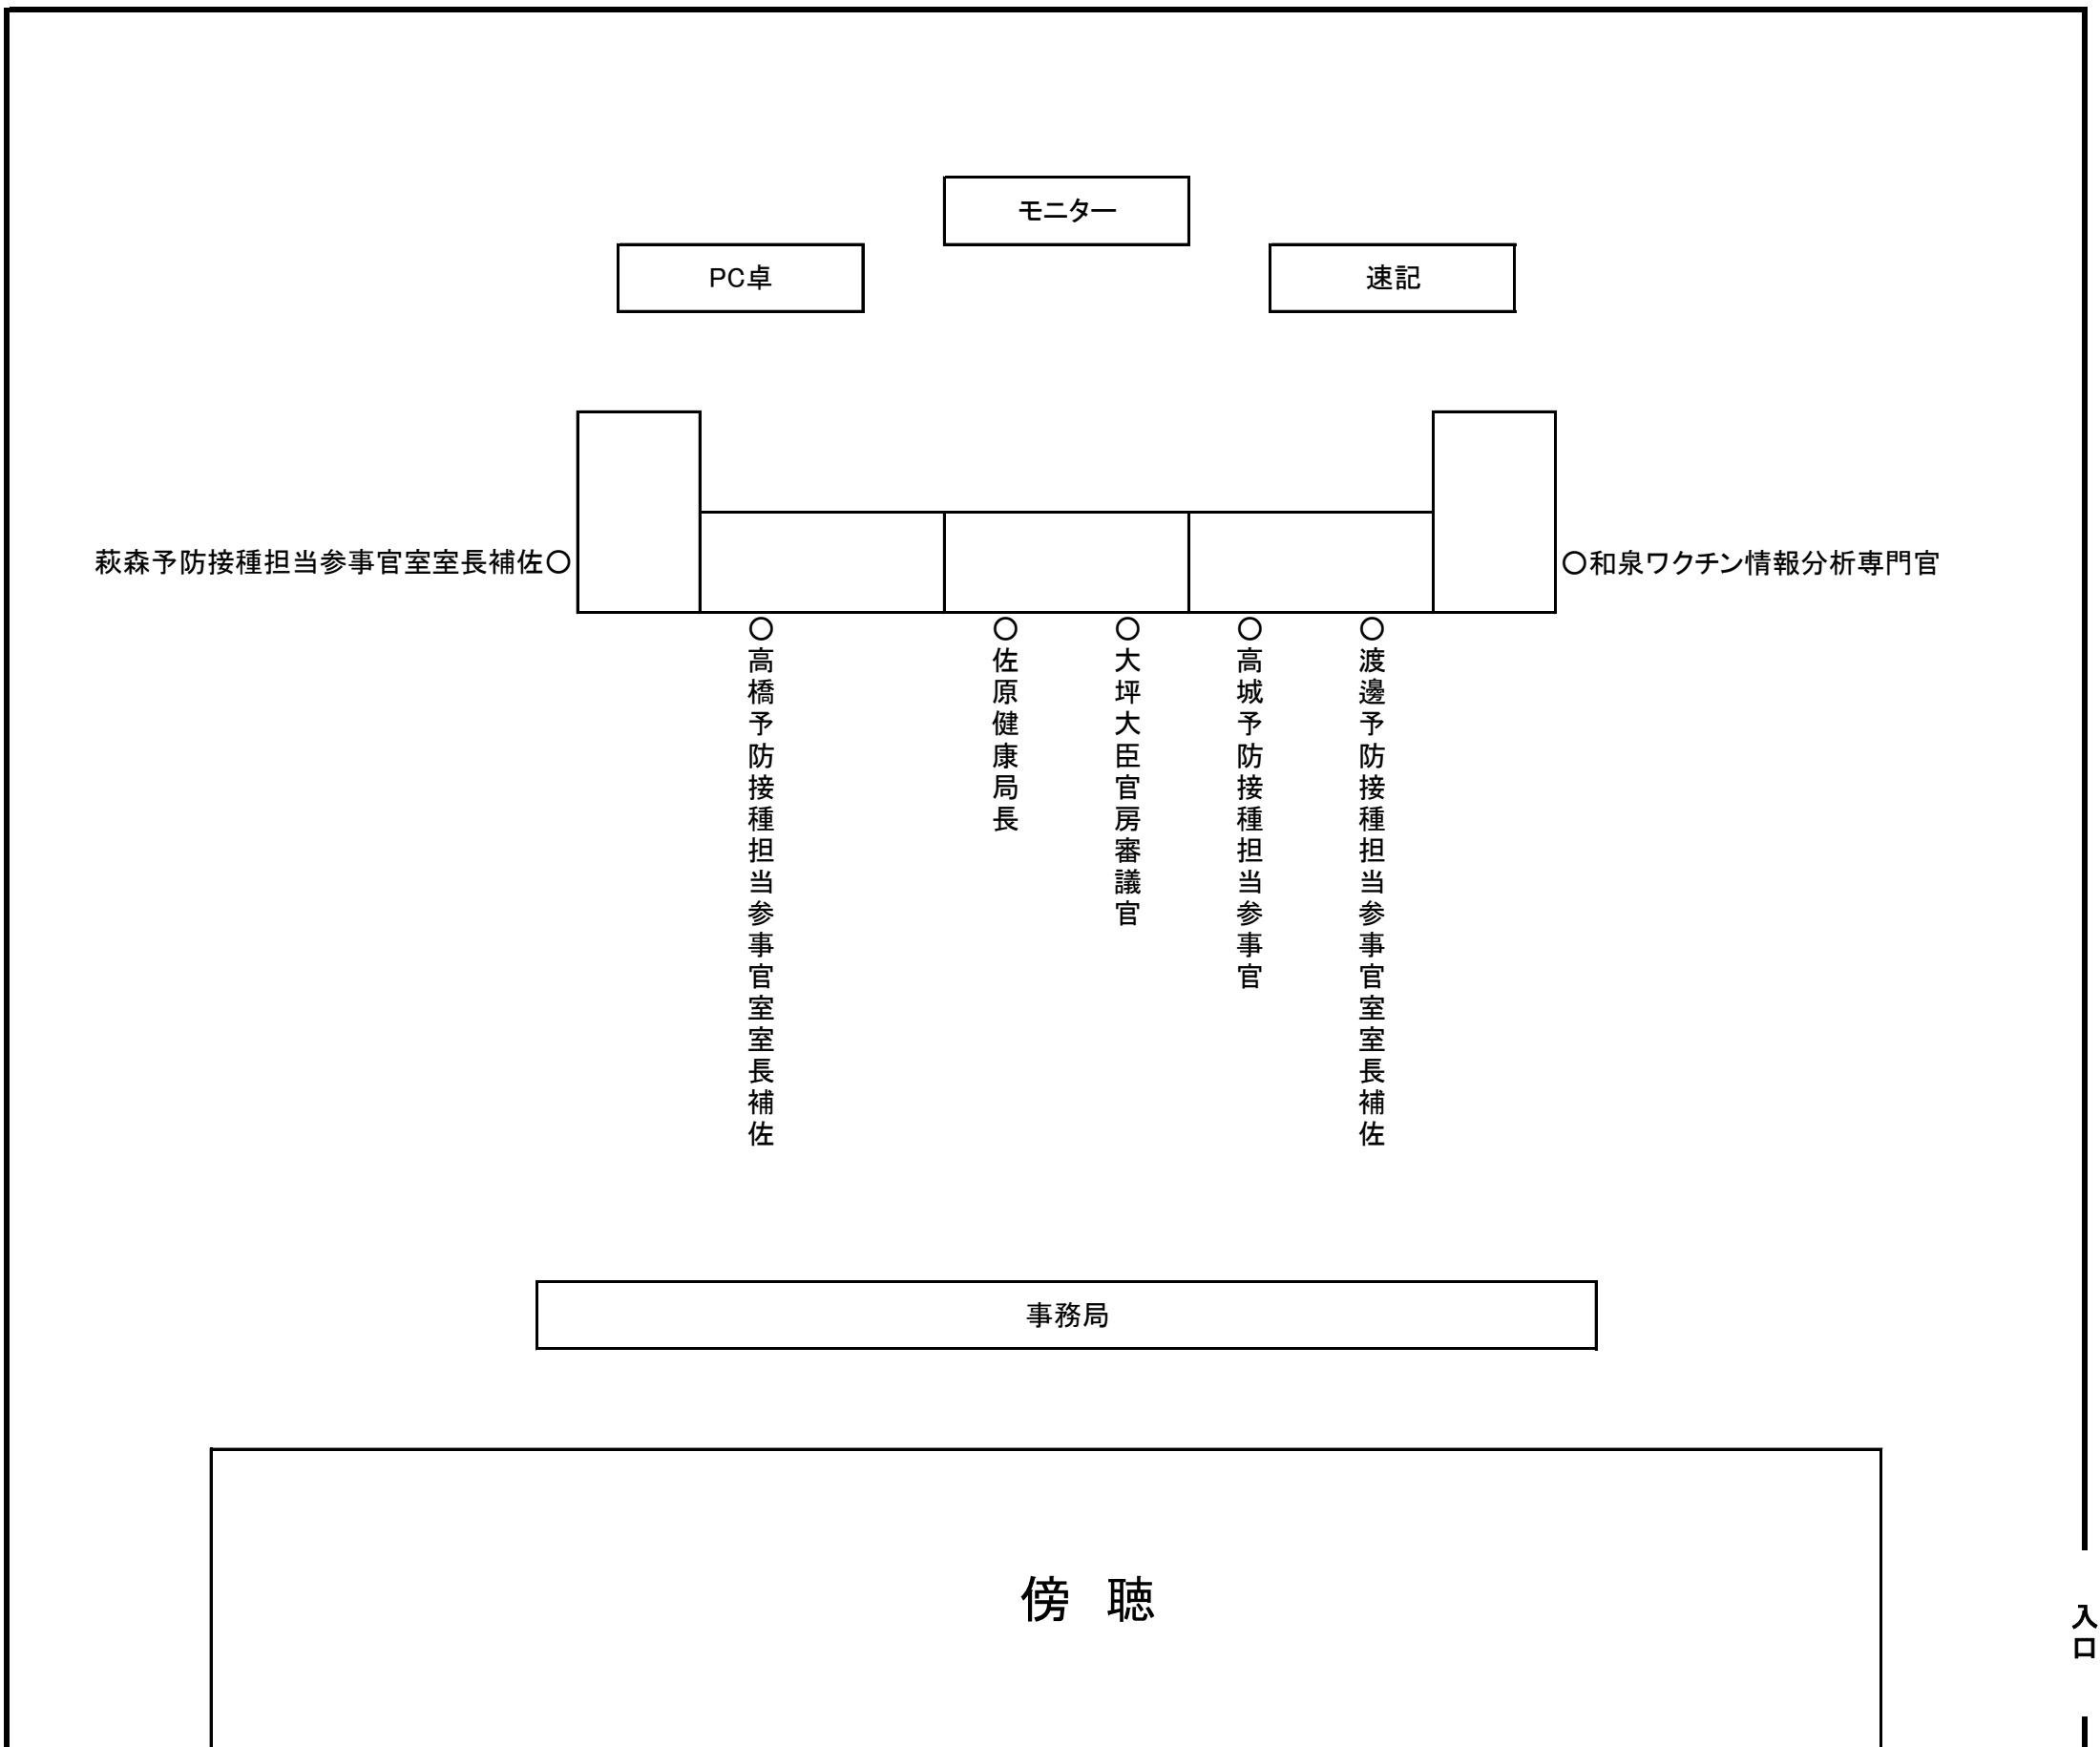 モニター
PC卓
速記
萩森予防接種担当参事官室室長補佐○
○和泉ワクチン情報分析専門官
○高橋予防接種担当参事官室室長補佐
○佐原健康局長
○大坪大臣官房審議官
○高城予防接種担当参事官
○渡邊予防接種担当参事官室室長補佐
事務局
傍　聴
入口